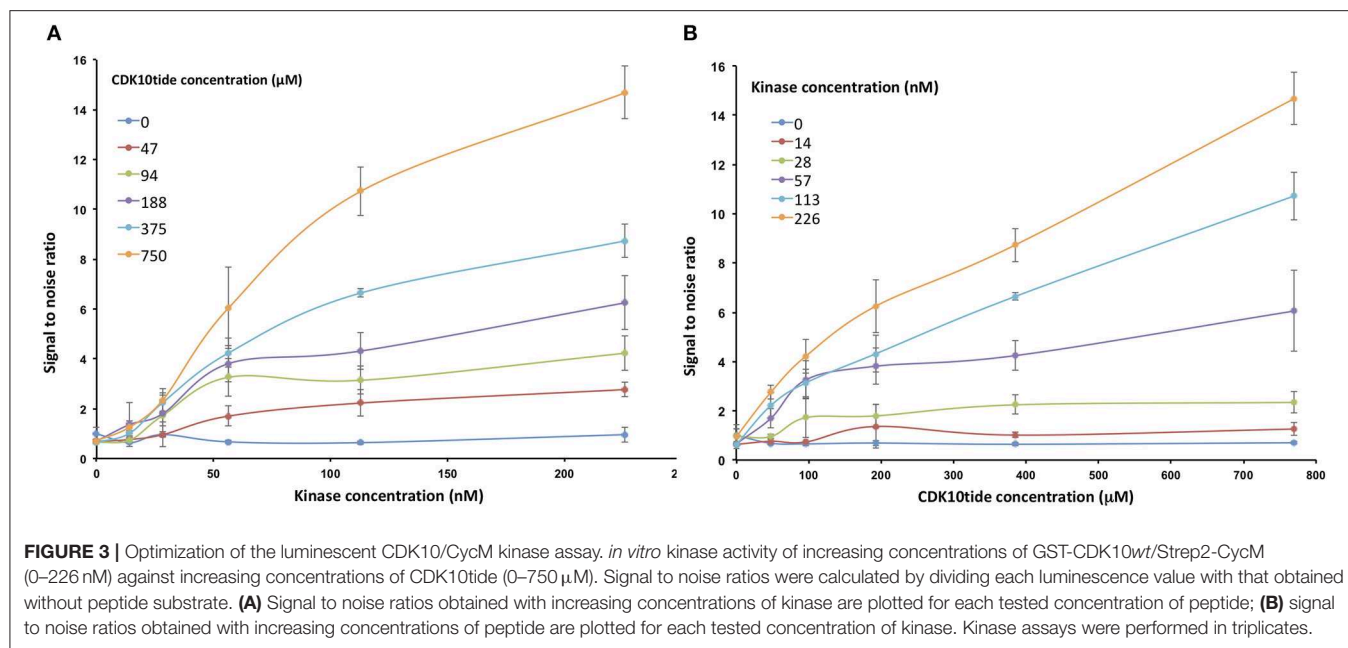 A
16
14
12
10
8
6
4
2
0
Signal to noise ratio
CDK10tide concentration (μM)
0
47
94
188
375
750
0 50 100 150 200 2
Kinase concentration (nM)
B
16
14
12
10
8
6
4
2
0
Signal to noise ratio
Kinase concentration (nM)
0
14
28
57
113
226
0 100 200 300 400 500 600 700 800
CDK10tide concentration (μM)
FIGURE 3 | Optimization of the luminescent CDK10/CycM kinase assay. in vitro kinase activity of increasing concentrations of GST-CDK10wt/Strep2-CycM
(0–226 nM) against increasing concentrations of CDK10tide (0–750 μM). Signal to noise ratios were calculated by dividing each luminescence value with that obtained
without peptide substrate. (A) Signal to noise ratios obtained with increasing concentrations of kinase are plotted for each tested concentration of peptide; (B) signal
to noise ratios obtained with increasing concentrations of peptide are plotted for each tested concentration of kinase. Kinase assays were performed in triplicates.